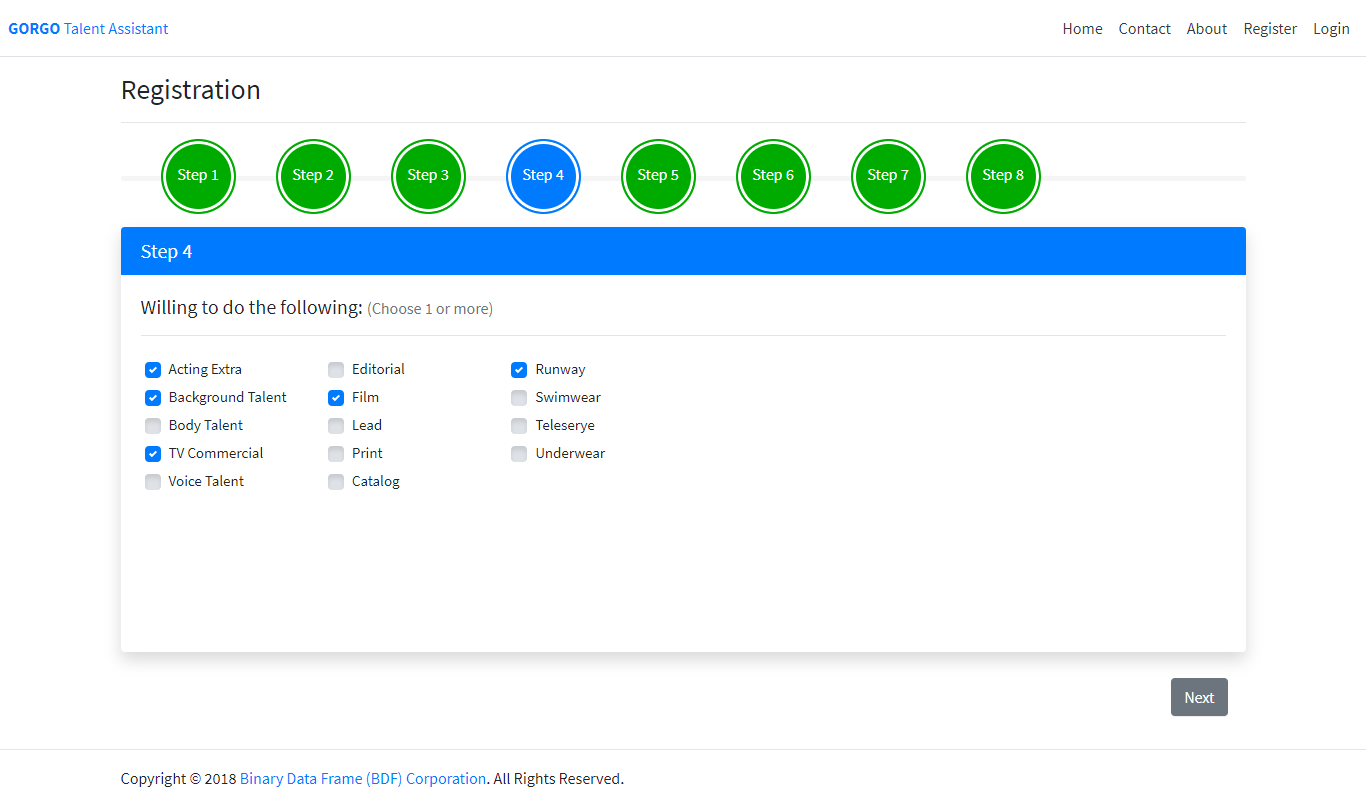 GORGO Talent Assistant
Home Contact About Register Login
Registration
Step 1 Step 2 Step 3 Step 4 Step 5 Step 6 Step 7 Step 8
Step 4
Willing to do the following: (Choose 1 or more)
Acting Extra Editorial Runway
Background Talent Film Swimwear
Body Talent Lead Teleserye
TV Commercial Print Underwear
Voice Talent Catalog
Next
Copyright © 2018 Binary Data Frame (BDF) Corporation. All Rights Reserved.